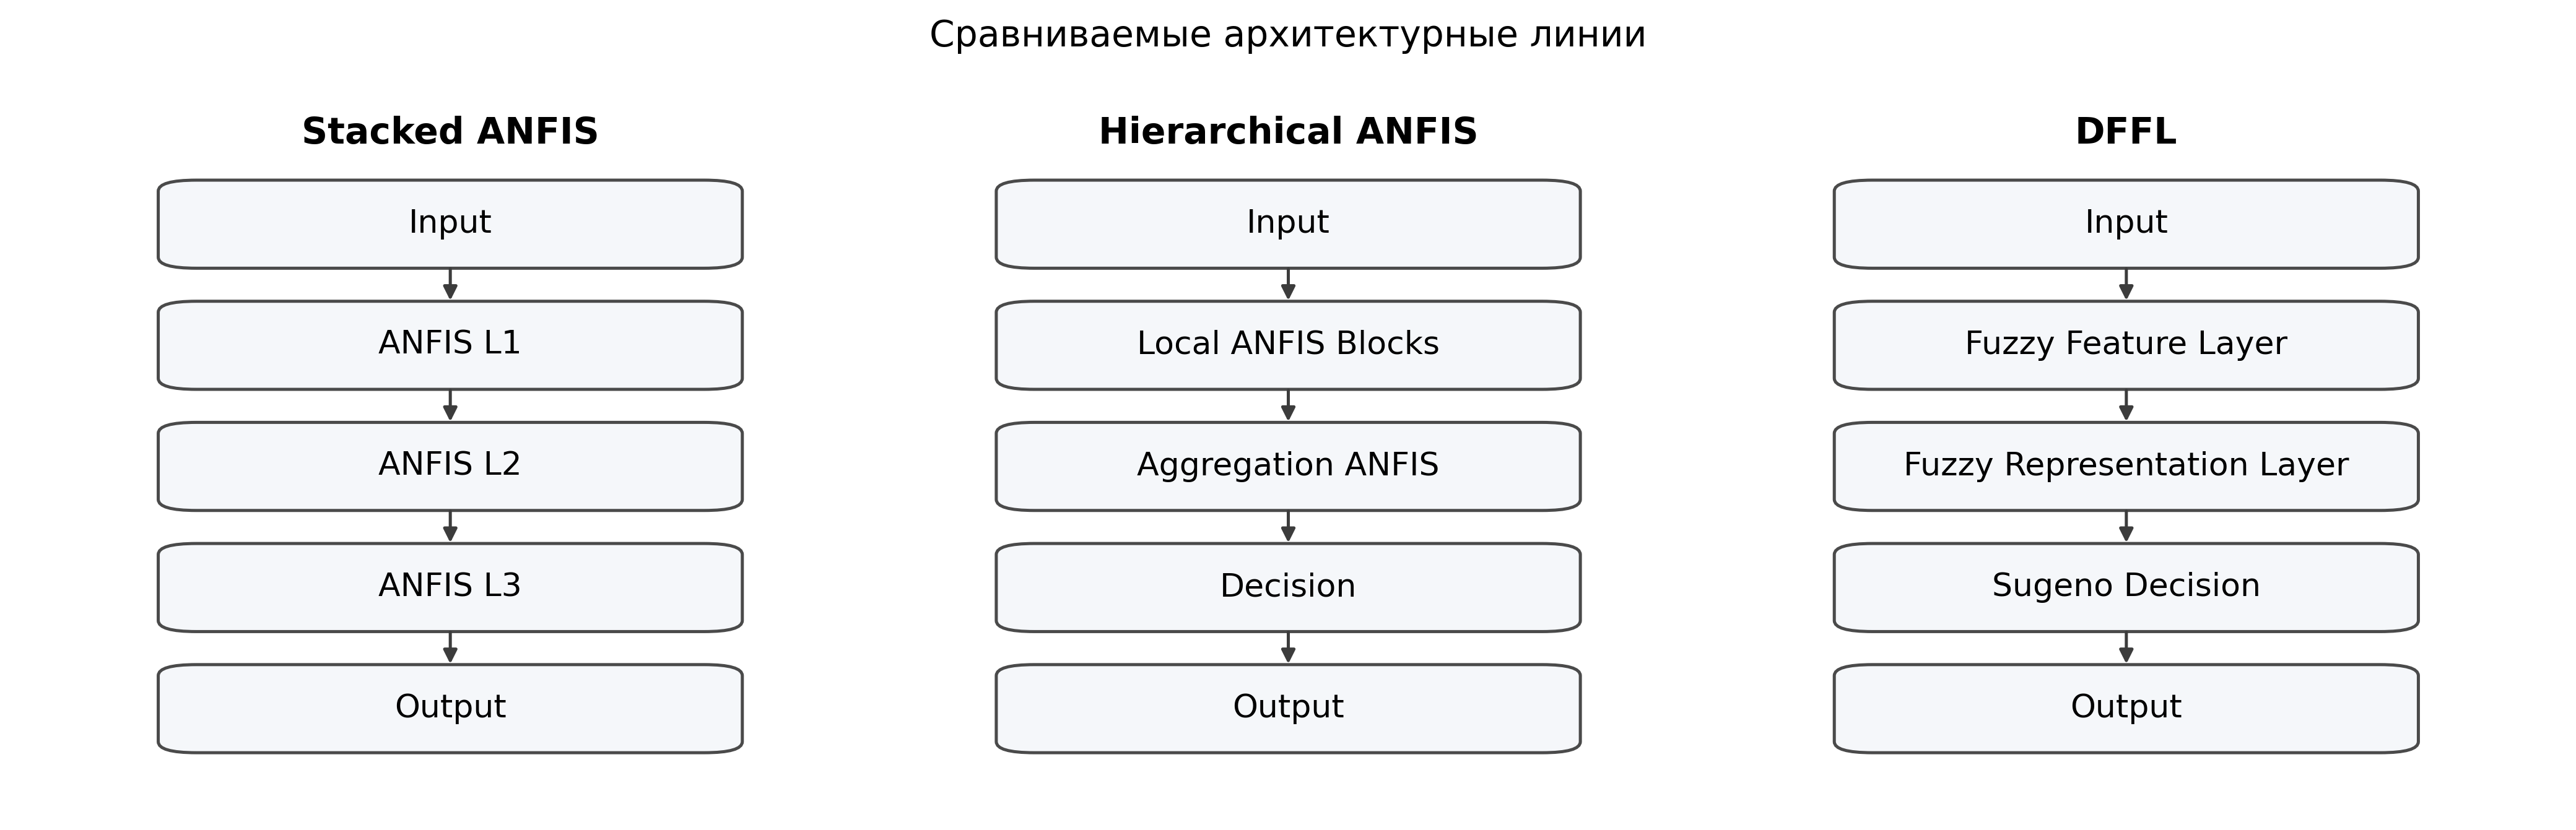 Сравниваемые архитектурные линии
Stacked ANFIS
Input
ANFIS L1
ANFIS L2
ANFIS L3
Output
Hierarchical ANFIS
Input
Local ANFIS Blocks
Aggregation ANFIS
Decision
Output
DFFL
Input
Fuzzy Feature Layer
Fuzzy Representation Layer
Sugeno Decision
Output